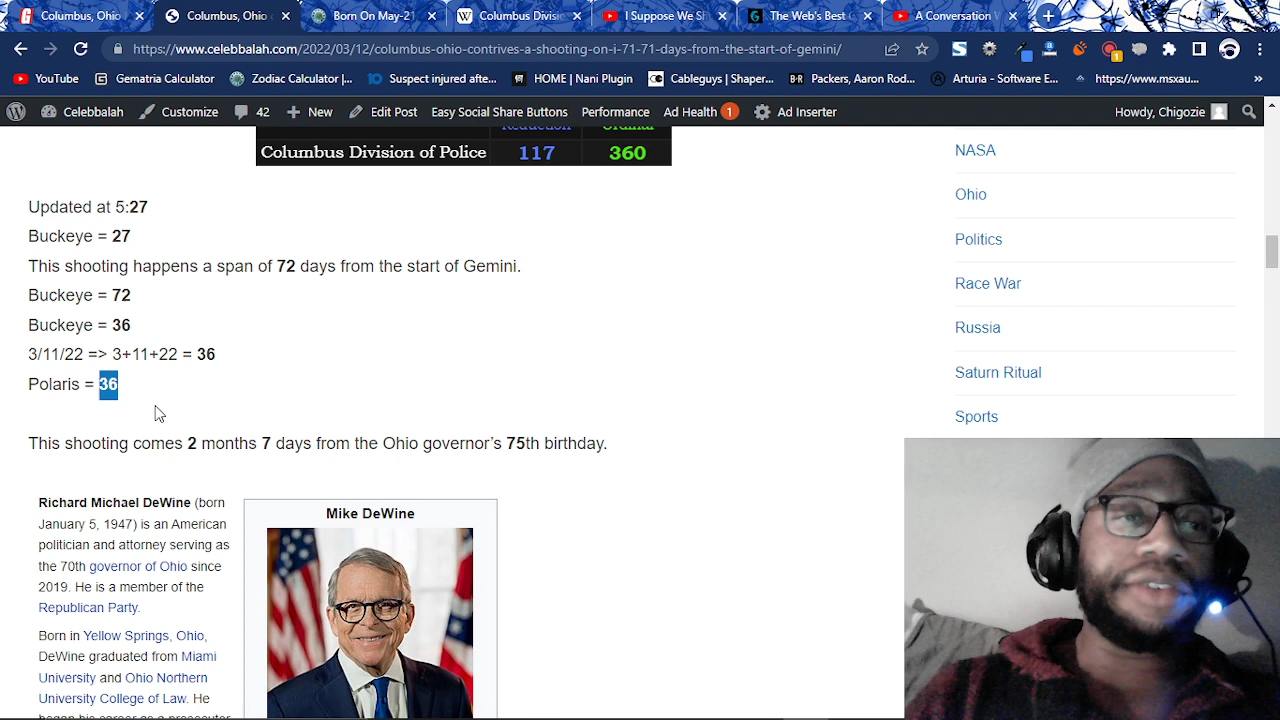 Columbus, Ohio
Columbus, Ohio
Born On May-21
Columbus Divisi
I Suppose We Sh
The Web's Best
A Conversation
https://www.celebbalah.com/2022/03/12/columbus-ohio-contrives-a-shooting-on-i-71-71-days-from-the-start-of-gemini/
YouTube
Gematria Calculator
Zodiac Calculator |...
Suspect injured afte...
HOME | Nani Plugin
Cableguys | Shaper...
Packers, Aaron Rod...
Arturia - Software E...
https://www.msxau...
»
Celebbalah
Customize
42
New
Edit Post
Easy Social Share Buttons
Performance
Ad Health 1
Ad Inserter
Howdy, Chigozie
Reduction Ordinal
Columbus Division of Police 117 360
Updated at 5:27
Buckeye = 27
This shooting happens a span of 72 days from the start of Gemini.
Buckeye = 72
Buckeye = 36
3/11/22 => 3+11+22 = 36
Polaris = 36
This shooting comes 2 months 7 days from the Ohio governor's 75th birthday.
Richard Michael DeWine (born
January 5, 1947) is an American
politician and attorney serving as
the 70th governor of Ohio since
2019. He is a member of the
Republican Party.
Born in Yellow Springs, Ohio,
DeWine graduated from Miami
University and Ohio Northern
University College of Law. He
began his career as a prosecutor
Mike DeWine
NASA
Ohio
Politics
Race War
Russia
Saturn Ritual
Sports